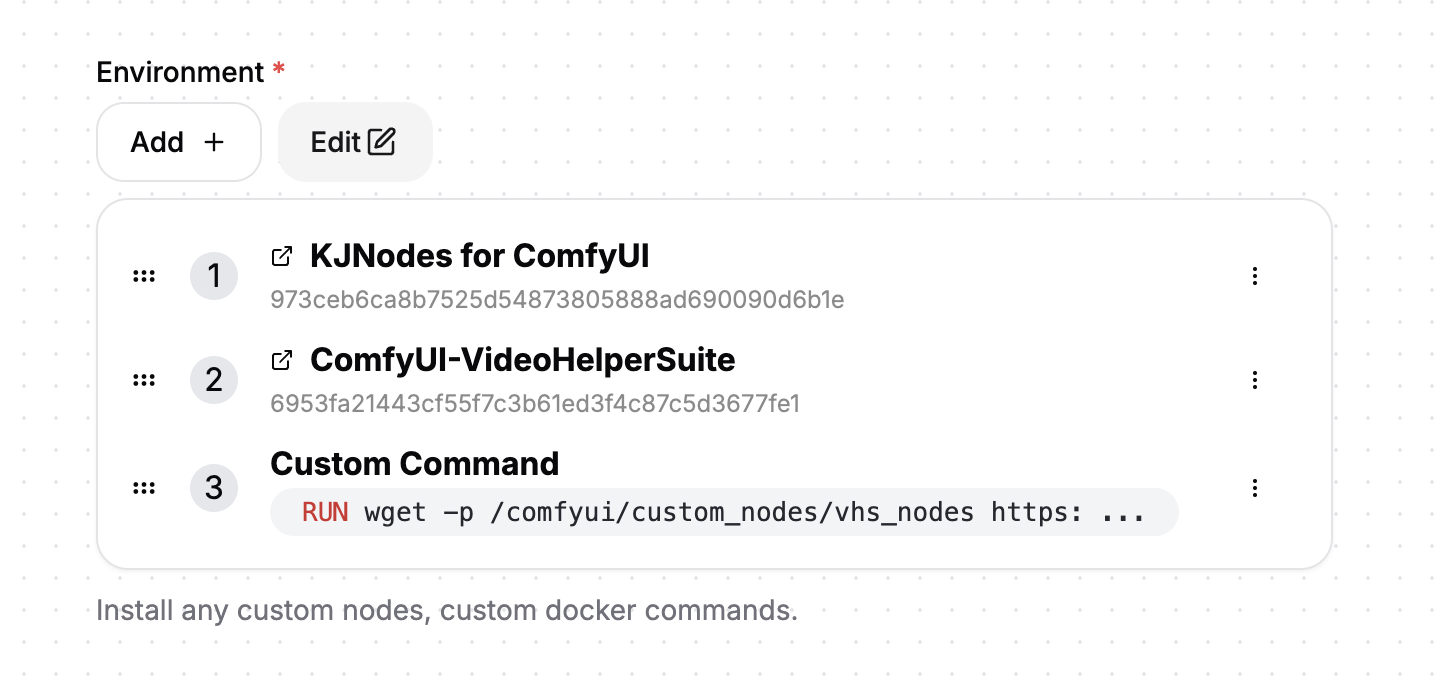 Environment *
Add +
Edit
1
KJNodes for ComfyUI
973ceb6ca8b7525d54873805888ad690090d6b1e
2
ComfyUI-VideoHelperSuite
6953fa21443cf55f7c3b61ed3f4c87c5d3677fe1
3
Custom Command
RUN wget -p /comfyui/custom_nodes/vhs_nodes https: ...
Install any custom nodes, custom docker commands.